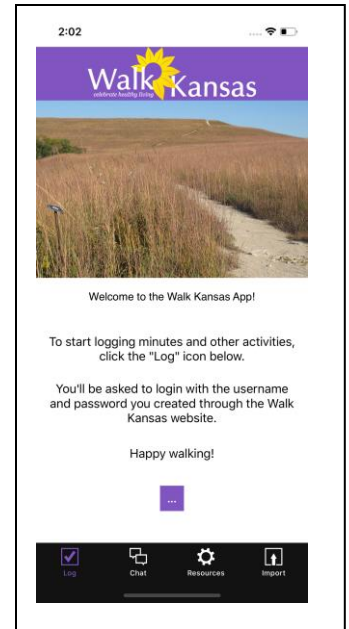 2:02
Walk Kansas
celebrate healthy living
Welcome to the Walk Kansas App!
To start logging minutes and other activities,
click the "Log" icon below.
You'll be asked to login with the username
and password you created through the Walk
Kansas website.
Happy walking!
...
Log Chat Resources Import